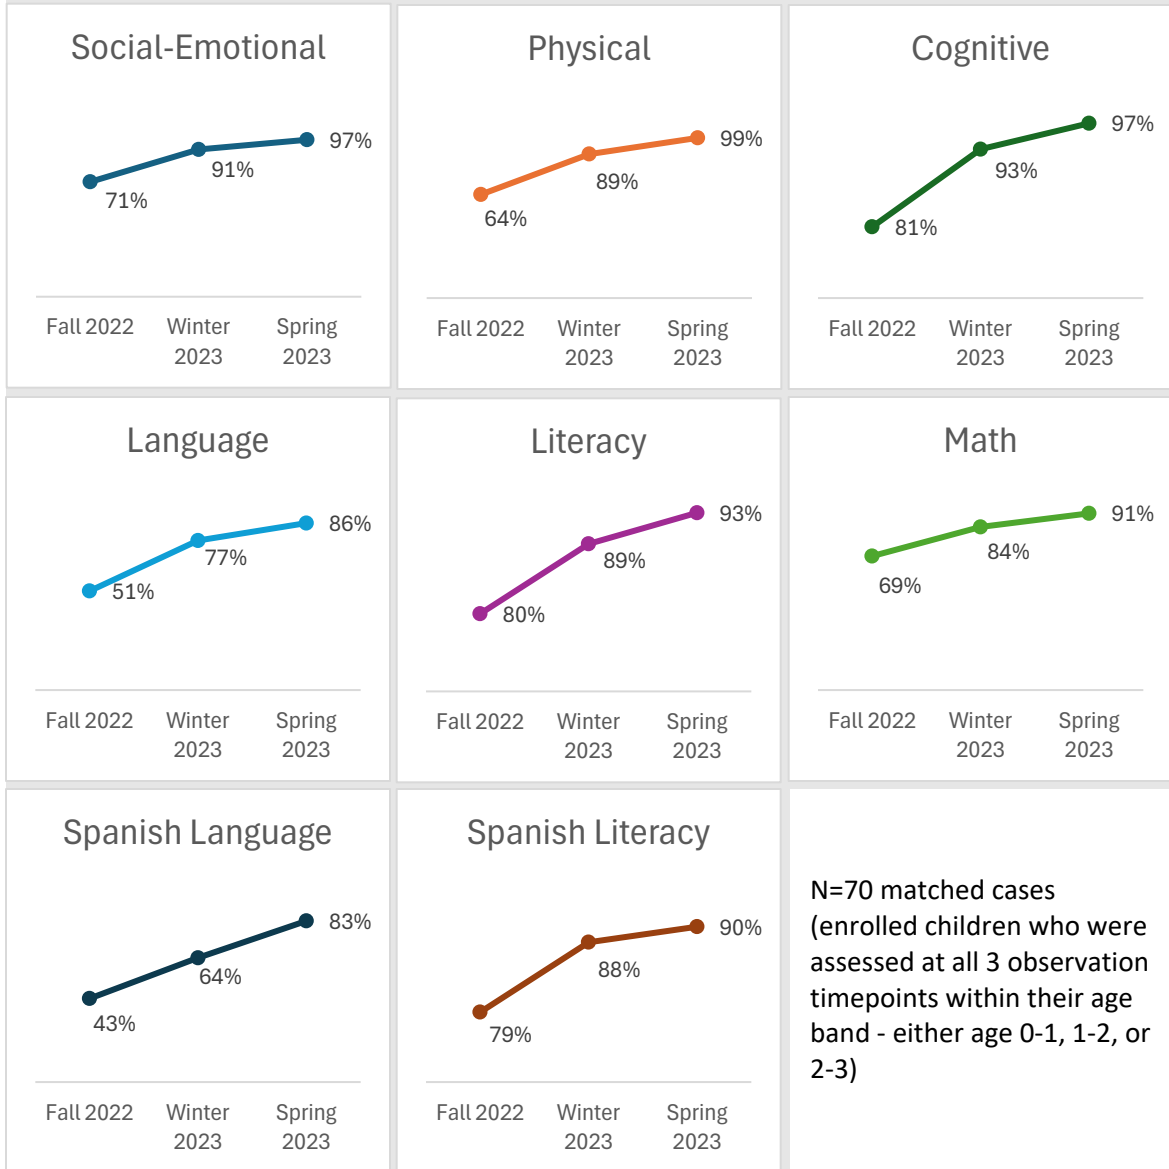 Social-Emotional
97%
91%
71%
Fall 2022 Winter Spring
2023 2023
Physical
99%
89%
64%
Fall 2022 Winter Spring
2023 2023
Cognitive
97%
93%
81%
Fall 2022 Winter Spring
2023 2023
Language
86%
77%
51%
Fall 2022 Winter Spring
2023 2023
Literacy
93%
89%
80%
Fall 2022 Winter Spring
2023 2023
Math
91%
84%
69%
Fall 2022 Winter Spring
2023 2023
Spanish Language
83%
64%
43%
Fall 2022 Winter Spring
2023 2023
Spanish Literacy
90%
88%
79%
Fall 2022 Winter Spring
2023 2023
N=70 matched cases
(enrolled children who were
assessed at all 3 observation
timepoints within their age
band - either age 0-1, 1-2, or
2-3)